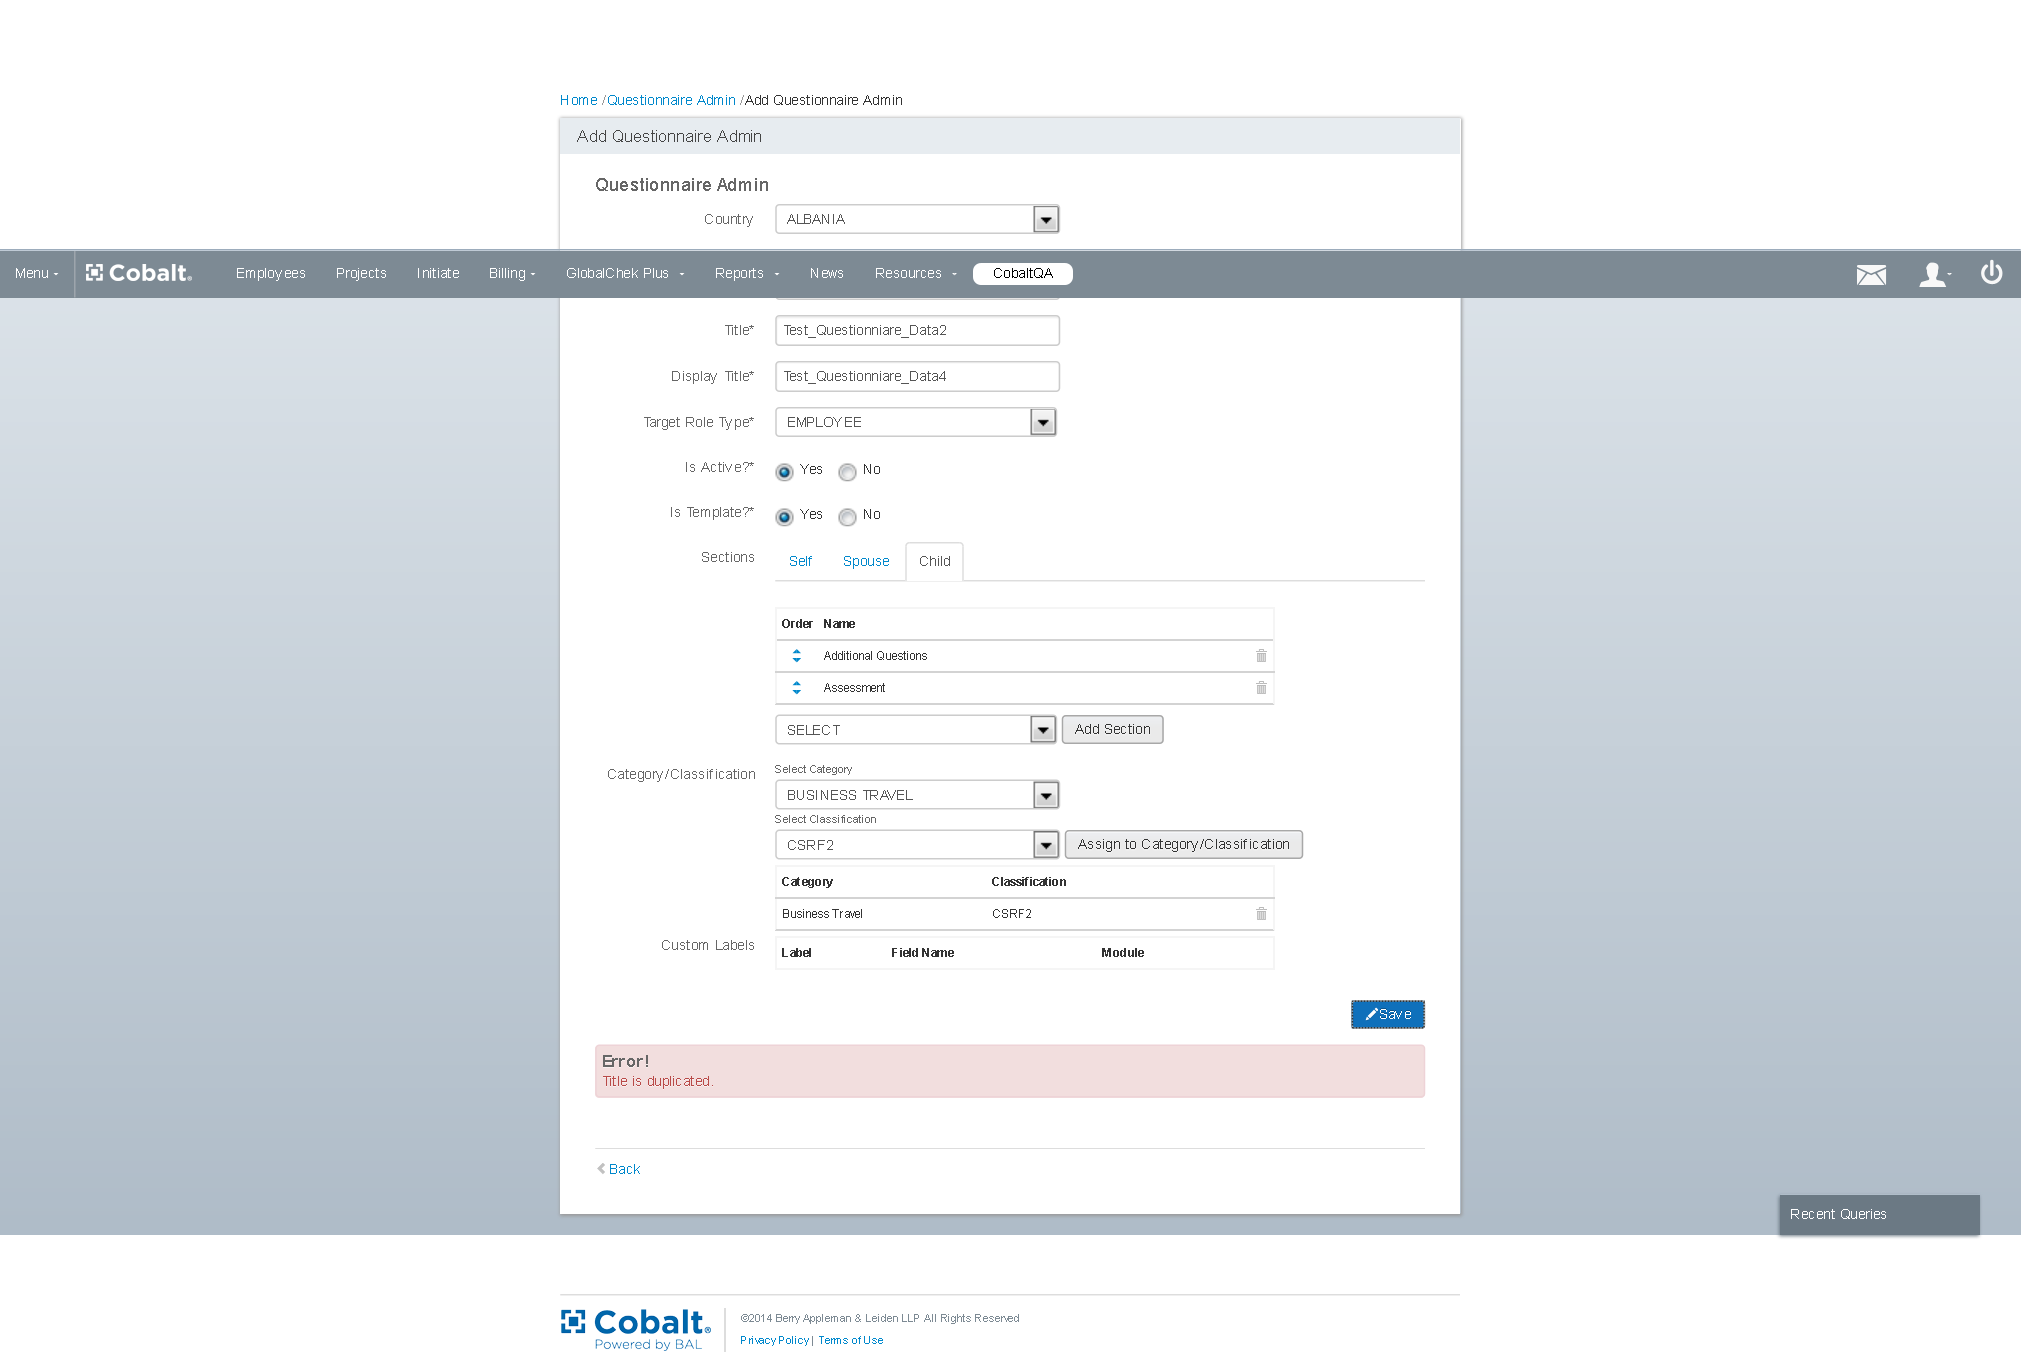 Home /Questionnaire Admin /Add Questionnaire Admin
Add Questionnaire Admin
Questionnaire Admin
Country ALBANIA
Menu Cobalt. Employees Projects Initiate Billing GlobalChek Plus Reports News Resources CobaltQA
Title* Test_Questionniare_Data2
Display Title* Test_Questionniare_Data4
Target Role Type* EMPLOYEE
Is Active?* Yes No
Is Template?* Yes No
Sections Self Spouse Child
Order Name
Additional Questions
Assessment
SELECT Add Section
Category/Classification Select Category
BUSINESS TRAVEL
Select Classification
CSRF2 Assign to Category/Classification
Category Classification
Business Travel CSRF2
Custom Labels Label Field Name Module
Save
Error!
Title is duplicated.
Back
Recent Queries
Cobalt.
Powered by BAL
©2014 Berry Appleman & Leiden LLP All Rights Reserved
Privacy Policy | Terms of Use